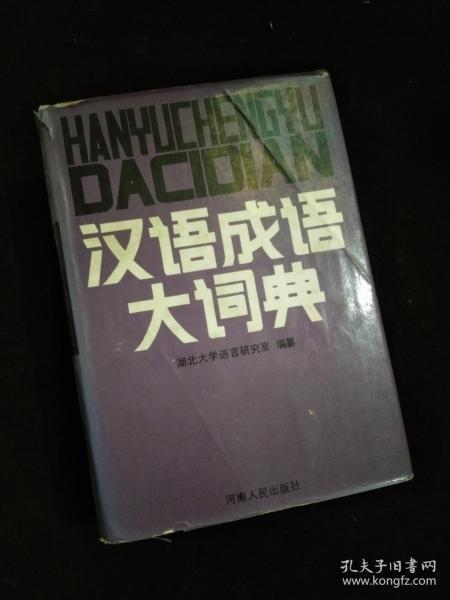 HANYUCHENGYU
DACIDIAN
汉语成语
大词典
湖北大学语言研究室 编纂
河南人民出版社
孔夫子旧书网
www.kongfz.com